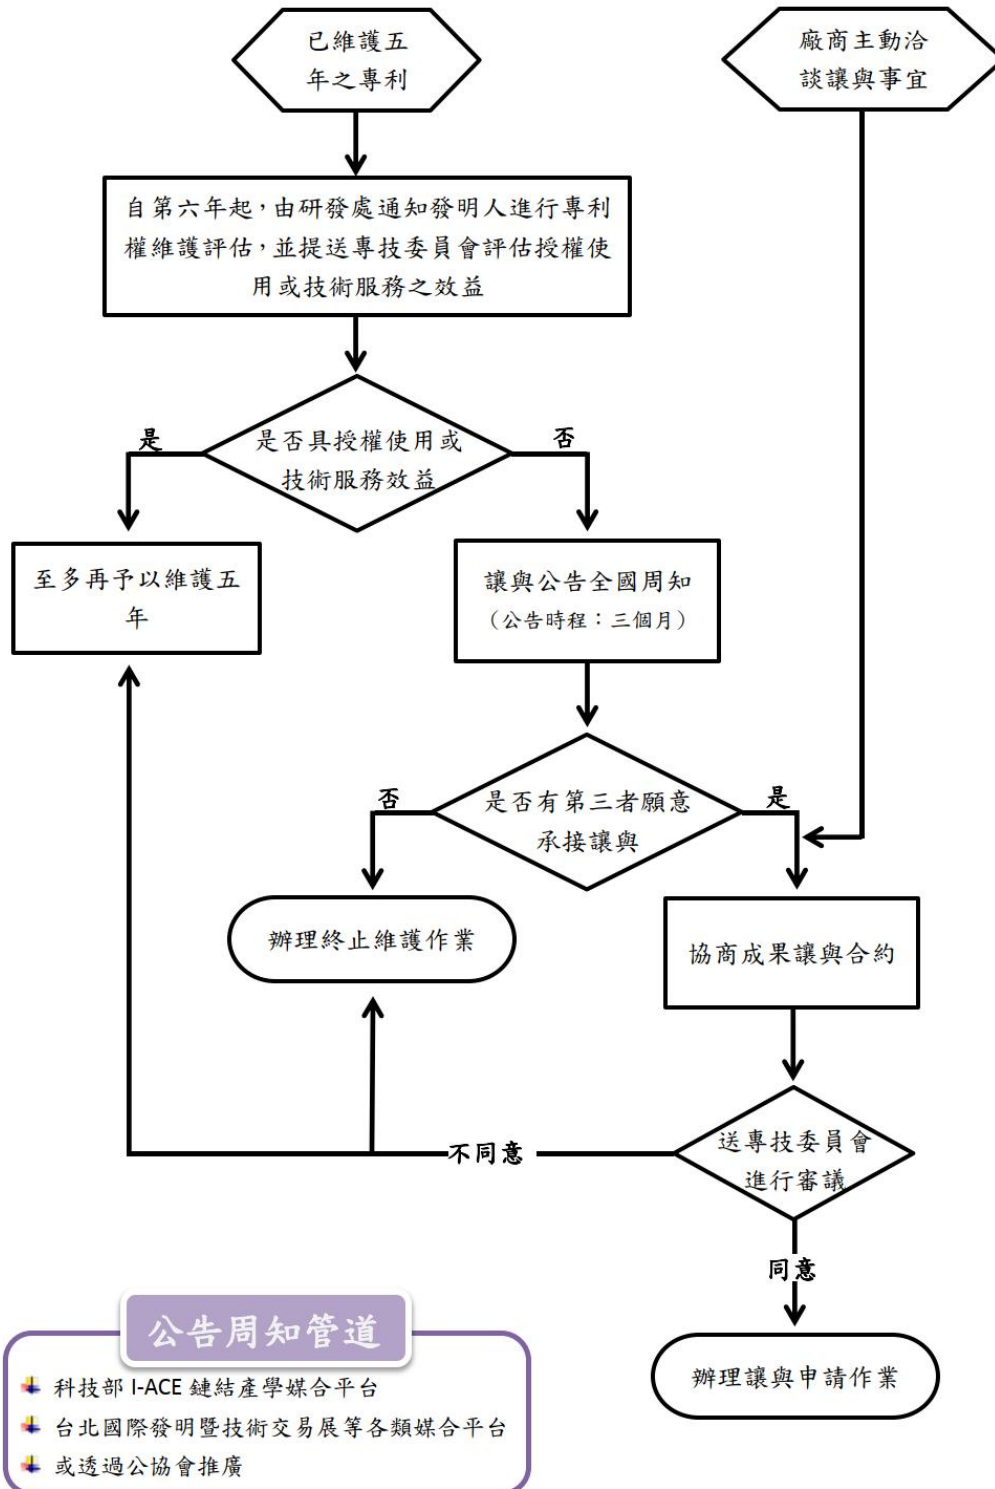 已維護五
年之專利
廠商主動洽
談讓與事宜
自第六年起，由研發處通知發明人進行專利
權維護評估，並提送專技委員會評估授權使
用或技術服務之效益
是
是否具授權使用或
技術服務效益
否
至多再予以維護五
年
讓與公告全國周知
（公告時程：三個月）
否
是否有第三者願意
承接讓與
是
辦理終止維護作業
協商成果讓與合約
不同意
送專技委員會
進行審議
同意
辦理讓與申請作業
公告周知管道
科技部 I-ACE 鏈結產學媒合平台
台北國際發明暨技術交易展等各類媒合平台
或透過公協會推廣